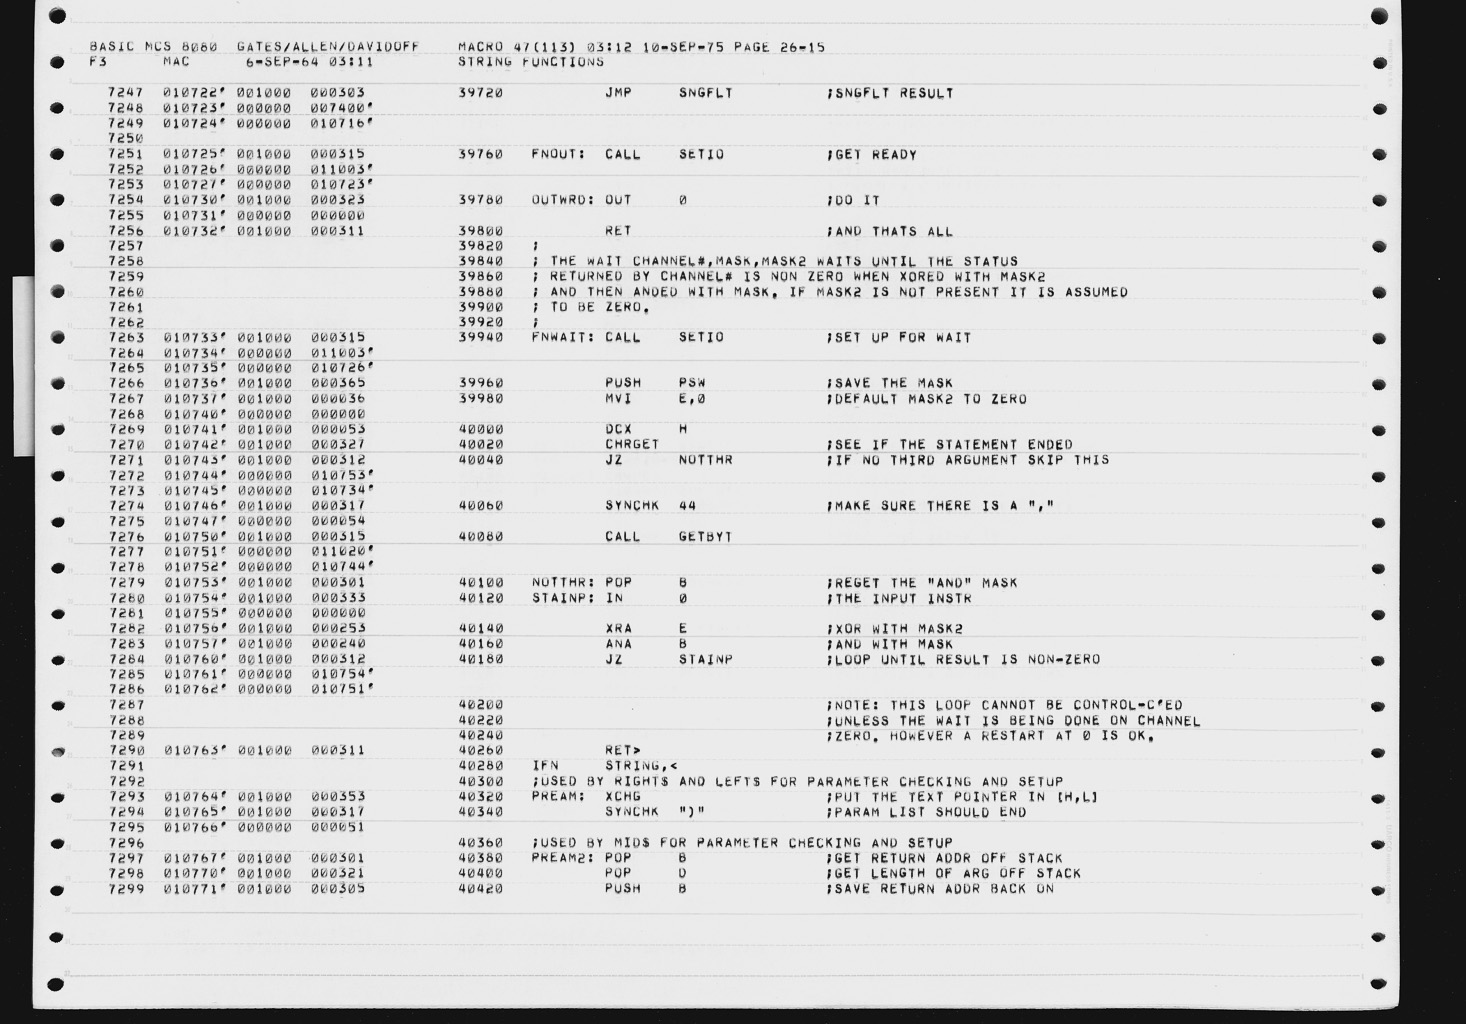 BASIC MCS 8080  GATES/ALLEN/DAVIDOFF    MACRO 47(113) 03:12 10-SEP-75 PAGE 26-15
F3      MAC      6-SEP-64 03:11         STRING FUNCTIONS
7247  010722' 001000  000303    39720           JMP     SNGFLT          ;SNGFLT RESULT
7248  010723' 000000  007400'
7249  010724' 000000  010716'
7250
7251  010725' 001000  000315    39760   FNOUT:  CALL    SETIO           ;GET READY
7252  010726' 000000  011003'
7253  010727' 000000  010723'
7254  010730' 001000  000323    39780   OUTWRD: OUT     0               ;DO IT
7255  010731' 000000  000000
7256  010732' 001000  000311    39800           RET                     ;AND THATS ALL
7257                            39820   ;
7258                            39840   ; THE WAIT CHANNEL#,MASK,MASK2 WAITS UNTIL THE STATUS
7259                            39860   ; RETURNED BY CHANNEL# IS NON ZERO WHEN XORED WITH MASK2
7260                            39880   ; AND THEN ANDED WITH MASK. IF MASK2 IS NOT PRESENT IT IS ASSUMED
7261                            39900   ; TO BE ZERO.
7262                            39920   ;
7263  010733' 001000  000315    39940   FNWAIT: CALL    SETIO           ;SET UP FOR WAIT
7264  010734' 000000  011003'
7265  010735' 000000  010726'
7266  010736' 001000  000365    39960           PUSH    PSW             ;SAVE THE MASK
7267  010737' 001000  000036    39980           MVI     E,0             ;DEFAULT MASK2 TO ZERO
7268  010740' 000000  000000
7269  010741' 001000  000053    40000           DCX     H
7270  010742' 001000  000327    40020           CHRGET                  ;SEE IF THE STATEMENT ENDED
7271  010743' 001000  000312    40040           JZ      NOTTHR          ;IF NO THIRD ARGUMENT SKIP THIS
7272  010744' 000000  010753'
7273  010745' 000000  010734'
7274  010746' 001000  000317    40060           SYNCHK  44              ;MAKE SURE THERE IS A ","
7275  010747' 000000  000054
7276  010750' 001000  000315    40080           CALL    GETBYT
7277  010751' 000000  011020'
7278  010752' 000000  010744'
7279  010753' 001000  000301    40100   NOTTHR: POP     B               ;REGET THE "AND" MASK
7280  010754' 001000  000333    40120   STAINP: IN      0               ;THE INPUT INSTR
7281  010755' 000000  000000
7282  010756' 001000  000253    40140           XRA     E               ;XOR WITH MASK2
7283  010757' 001000  000240    40160           ANA     B               ;AND WITH MASK
7284  010760' 001000  000312    40180           JZ      STAINP          ;LOOP UNTIL RESULT IS NON-ZERO
7285  010761' 000000  010754'
7286  010762' 000000  010751'
7287                            40200                                   ;NOTE: THIS LOOP CANNOT BE CONTROL-C'ED
7288                            40220                                   ;UNLESS THE WAIT IS BEING DONE ON CHANNEL
7289                            40240                                   ;ZERO. HOWEVER A RESTART AT 0 IS OK.
7290  010763' 001000  000311    40260           RET>
7291                            40280   IFN     STRING,<
7292                            40300   ;USED BY RIGHT$ AND LEFT$ FOR PARAMETER CHECKING AND SETUP
7293  010764' 001000  000353    40320   PREAM:  XCHG                    ;PUT THE TEXT POINTER IN [H,L]
7294  010765' 001000  000317    40340           SYNCHK  ")"             ;PARAM LIST SHOULD END
7295  010766' 000000  000051
7296                            40360   ;USED BY MID$ FOR PARAMETER CHECKING AND SETUP
7297  010767' 001000  000301    40380   PREAM2: POP     B               ;GET RETURN ADDR OFF STACK
7298  010770' 001000  000321    40400           POP     D               ;GET LENGTH OF ARG OFF STACK
7299  010771' 001000  000305    40420           PUSH    B               ;SAVE RETURN ADDR BACK ON